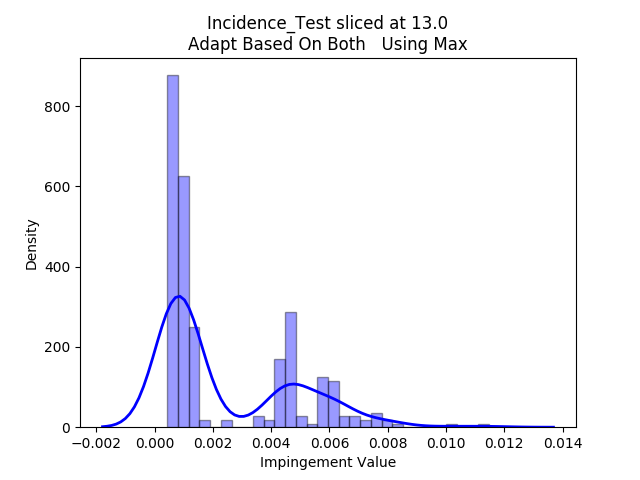 Incidence_Test sliced at 13.0
Adapt Based On Both   Using Max
Density
800
600
400
200
0
−0.002 0.000 0.002 0.004 0.006 0.008 0.010 0.012 0.014
Impingement Value